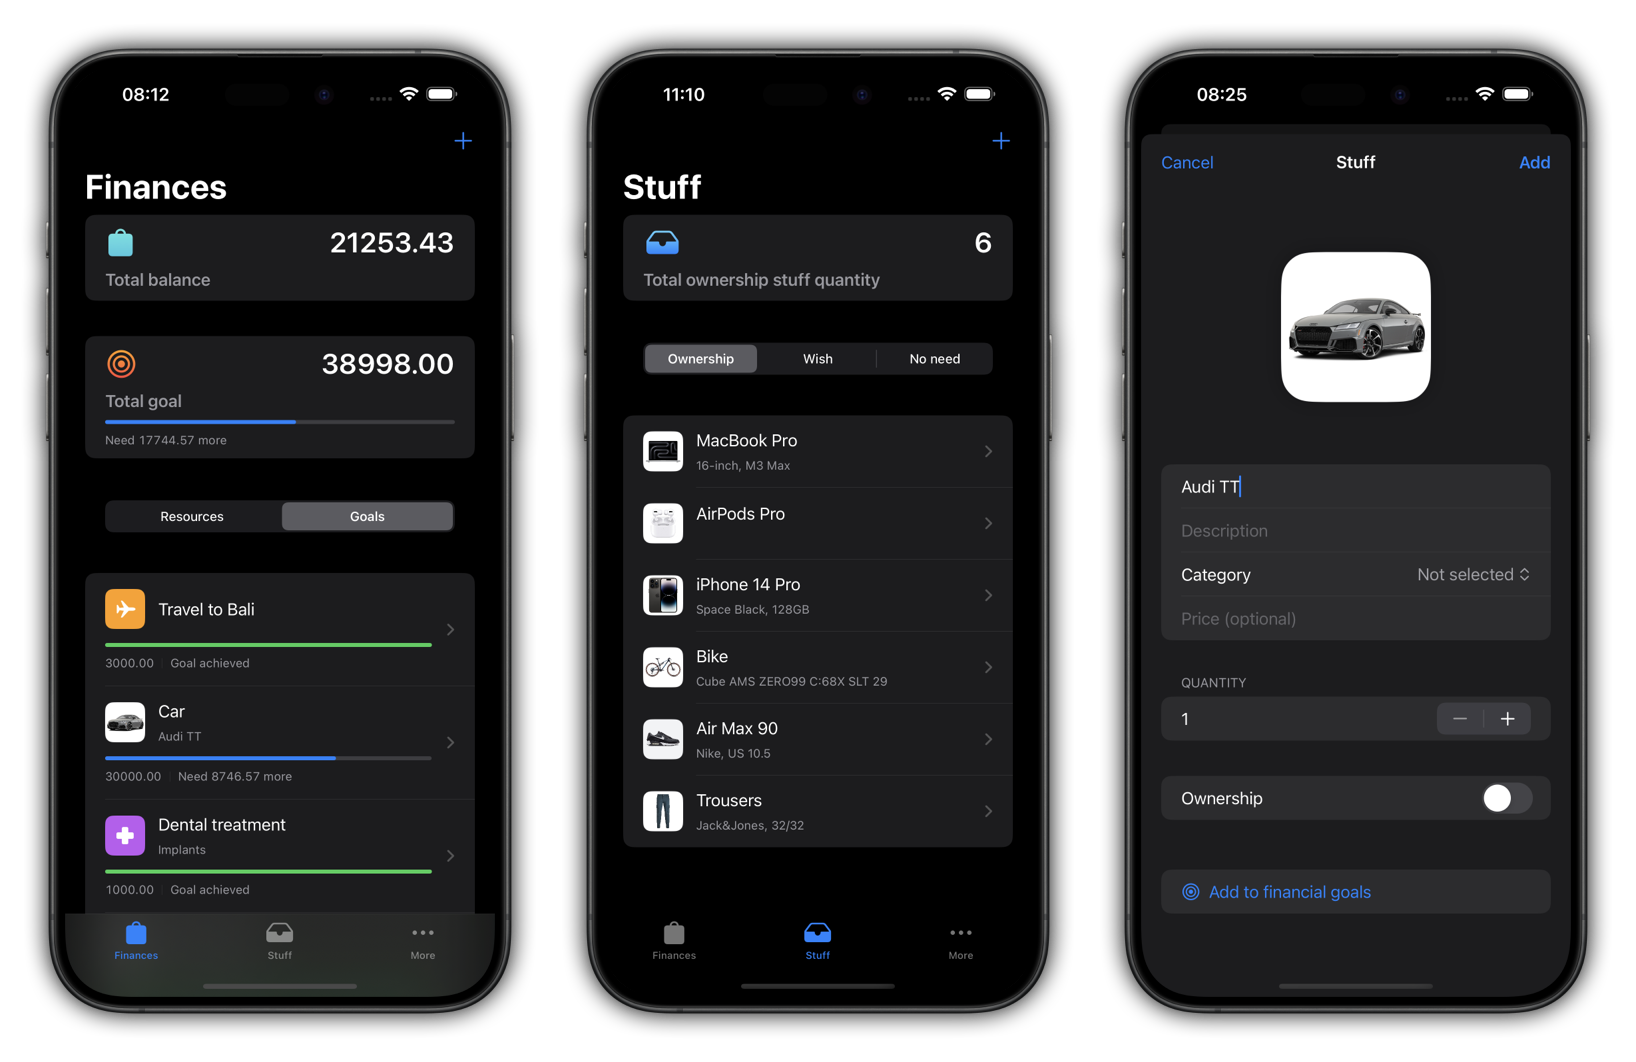 08:12
Finances
21253.43
Total balance
38998.00
Total goal
Need 17744.57 more
Resources
Goals
Travel to Bali
3000.00 Goal achieved
Car
Audi TT
30000.00 Need 8746.57 more
Dental treatment
Implants
1000.00 Goal achieved
Finances
Stuff
More
11:10
Stuff
6
Total ownership stuff quantity
Ownership
Wish
No need
MacBook Pro
16-inch, M3 Max
AirPods Pro
iPhone 14 Pro
Space Black, 128GB
Bike
Cube AMS ZERO99 C:68X SLT 29
Air Max 90
Nike, US 10.5
Trousers
Jack&Jones, 32/32
Finances
Stuff
More
08:25
Cancel
Stuff
Add
Audi TT
Description
Category
Not selected
Price (optional)
QUANTITY
1
Ownership
Add to financial goals